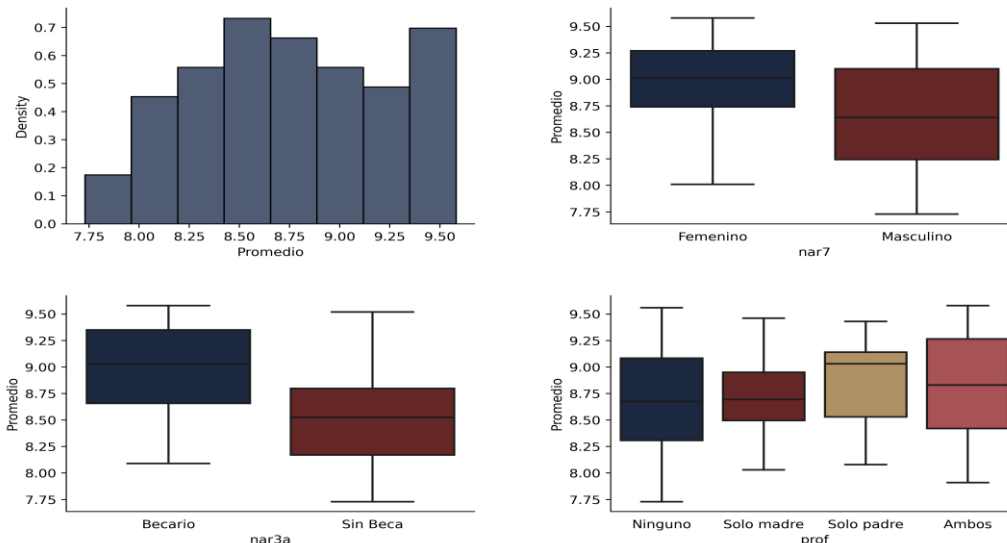 Density
0.7
0.6
0.5
0.4
0.3
0.2
0.1
0.0
7.75 8.00 8.25 8.50 8.75 9.00 9.25 9.50
Promedio
Promedio
9.50
9.25
9.00
8.75
8.50
8.25
8.00
7.75
Femenino Masculino
nar7
Promedio
9.50
9.25
9.00
8.75
8.50
8.25
8.00
7.75
Becario Sin Beca
nar3a
Promedio
9.50
9.25
9.00
8.75
8.50
8.25
8.00
7.75
Ninguno Solo madre Solo padre Ambos
prof